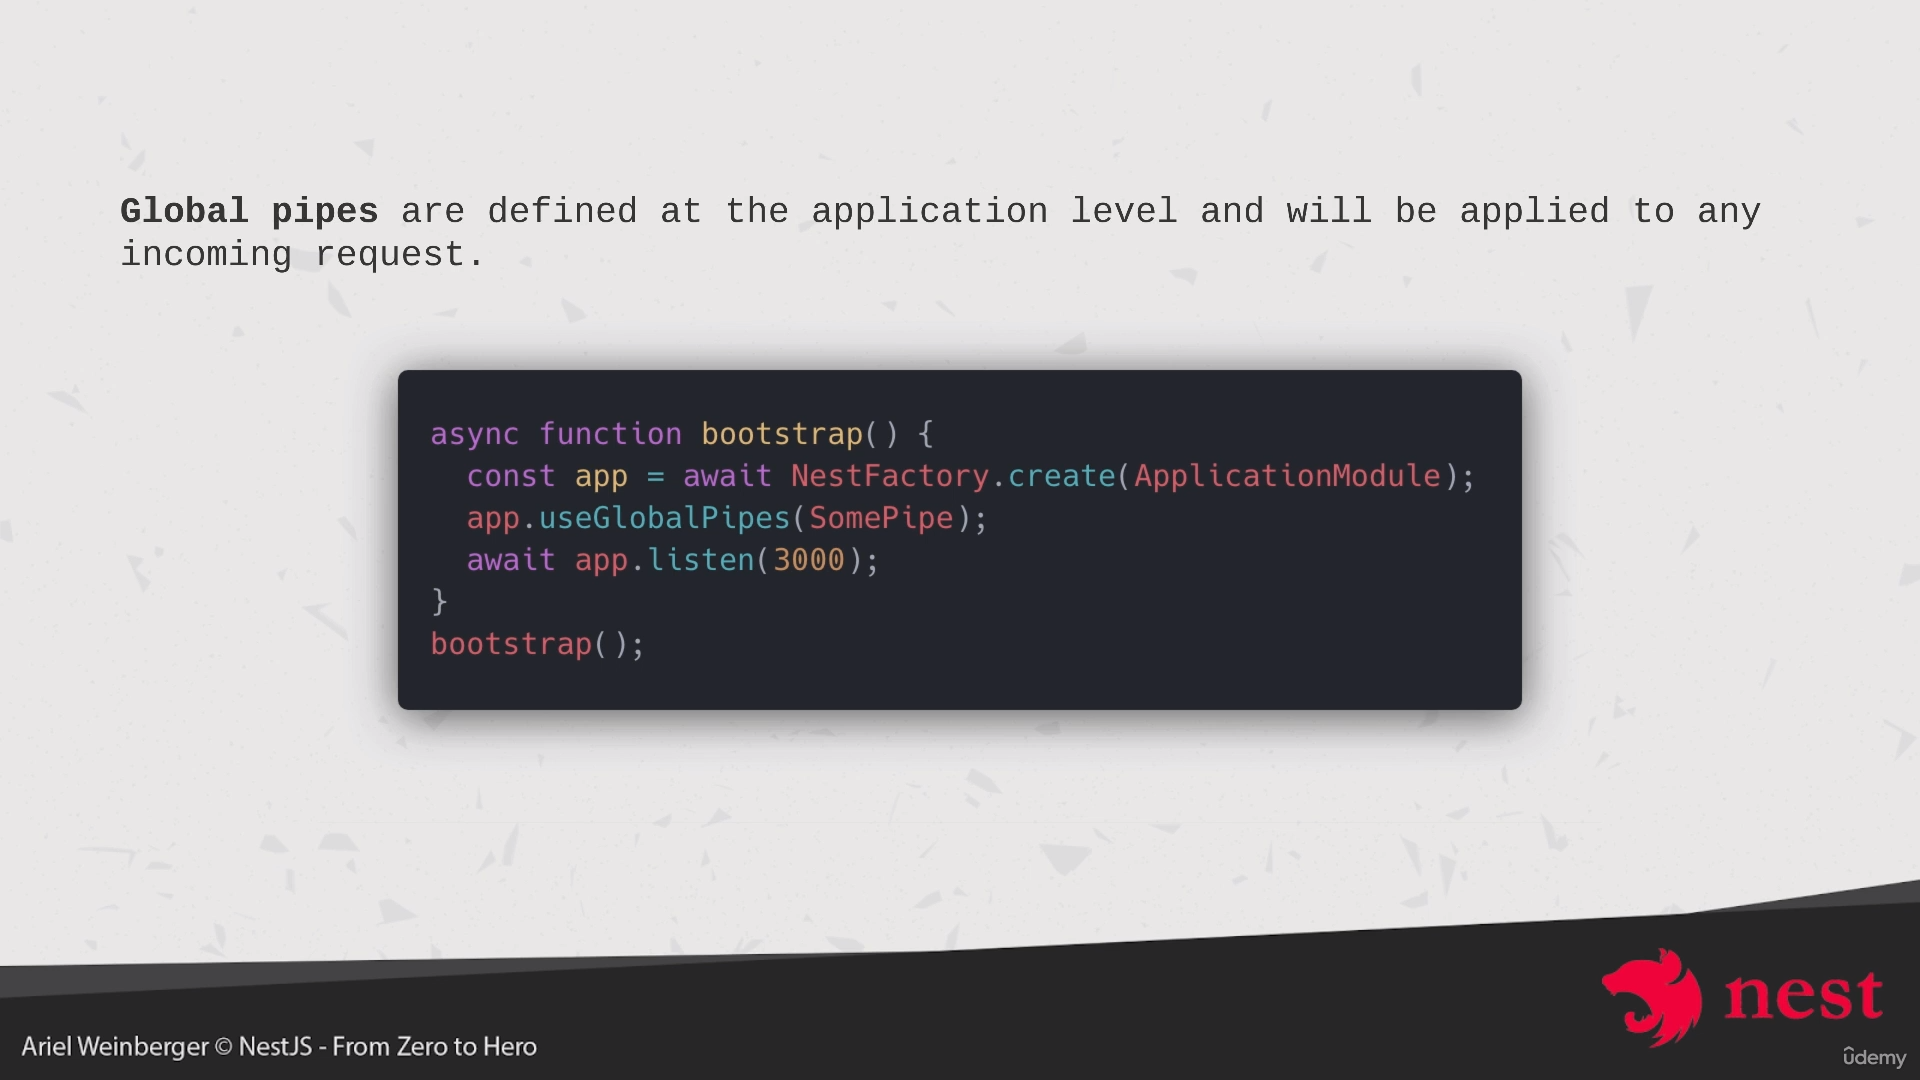 Global pipes are defined at the application level and will be applied to any
incoming request.
async function bootstrap() {
  const app = await NestFactory.create(ApplicationModule);
  app.useGlobalPipes(SomePipe);
  await app.listen(3000);
}
bootstrap();
nest
Ariel Weinberger © NestJS - From Zero to Hero
ûdemy